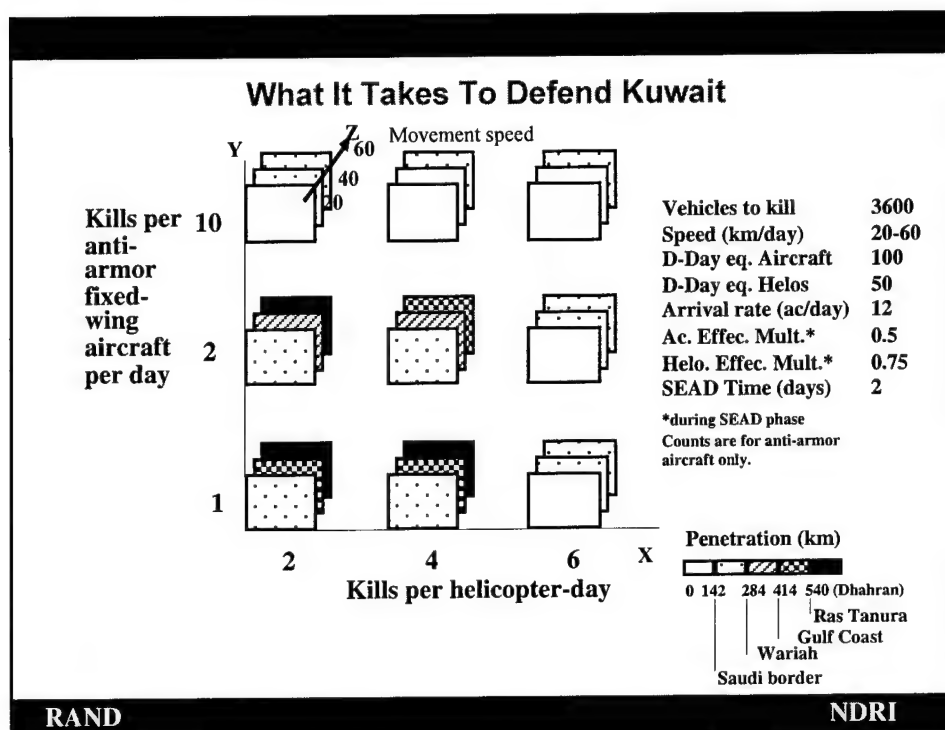 What It Takes To Defend Kuwait
Y
Z
Movement speed
60
40
20
Kills per
anti-
armor
fixed-
wing
aircraft
per day
10
2
1
2 4 6 X
Kills per helicopter-day
Vehicles to kill 3600
Speed (km/day) 20-60
D-Day eq. Aircraft 100
D-Day eq. Helos 50
Arrival rate (ac/day) 12
Ac. Effec. Mult.* 0.5
Helo. Effec. Mult.* 0.75
SEAD Time (days) 2
*during SEAD phase
Counts are for anti-armor
aircraft only.
Penetration (km)
0 142 284 414 540 (Dhahran)
Ras Tanura
Gulf Coast
Wariah
Saudi border
RAND NDRI